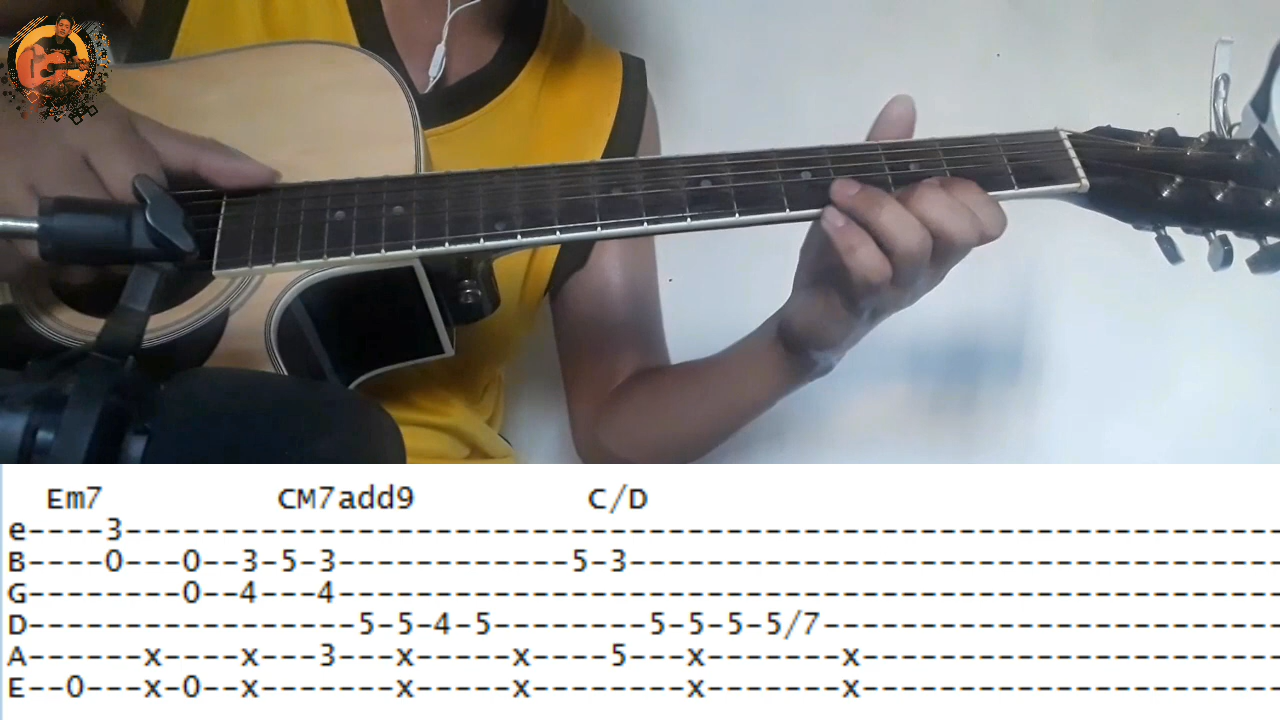 Em7         CM7add9         C/D
e----3------------------------------------------------------------
B----0---0--3-5-3------------5-3----------------------------------
G--------0--4---4-------------------------------------------------
D-----------------5-5-4-5--------5-5-5-5/7------------------------
A------x----x---3---x-----x----5---x-------x----------------------
E--0---x-0--x-------x-----x--------x-------x----------------------